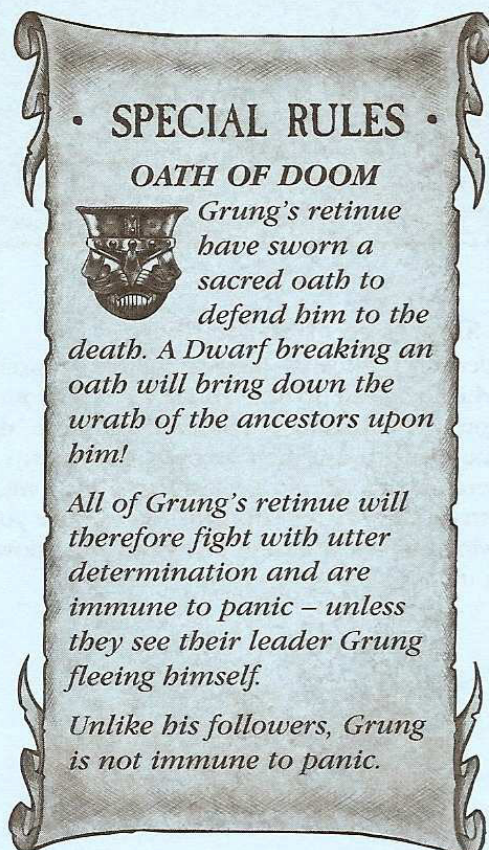 · SPECIAL RULES ·
OATH OF DOOM
Grung's retinue
have sworn a
sacred oath to
defend him to the
death. A Dwarf breaking an
oath will bring down the
wrath of the ancestors upon
him!
All of Grung's retinue will
therefore fight with utter
determination and are
immune to panic – unless
they see their leader Grung
fleeing himself.
Unlike his followers, Grung
is not immune to panic.